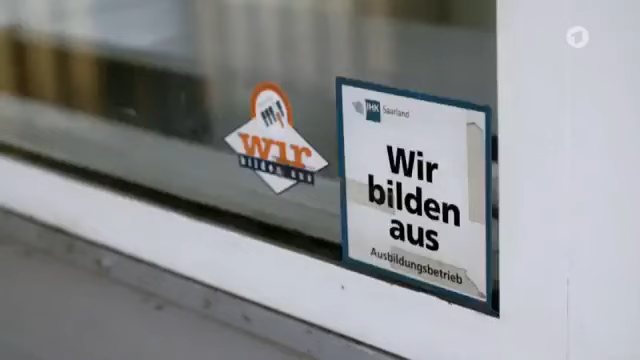 wir
bilden aus
IHK Saarland
Wir
bilden
aus
Ausbildungsbetrieb